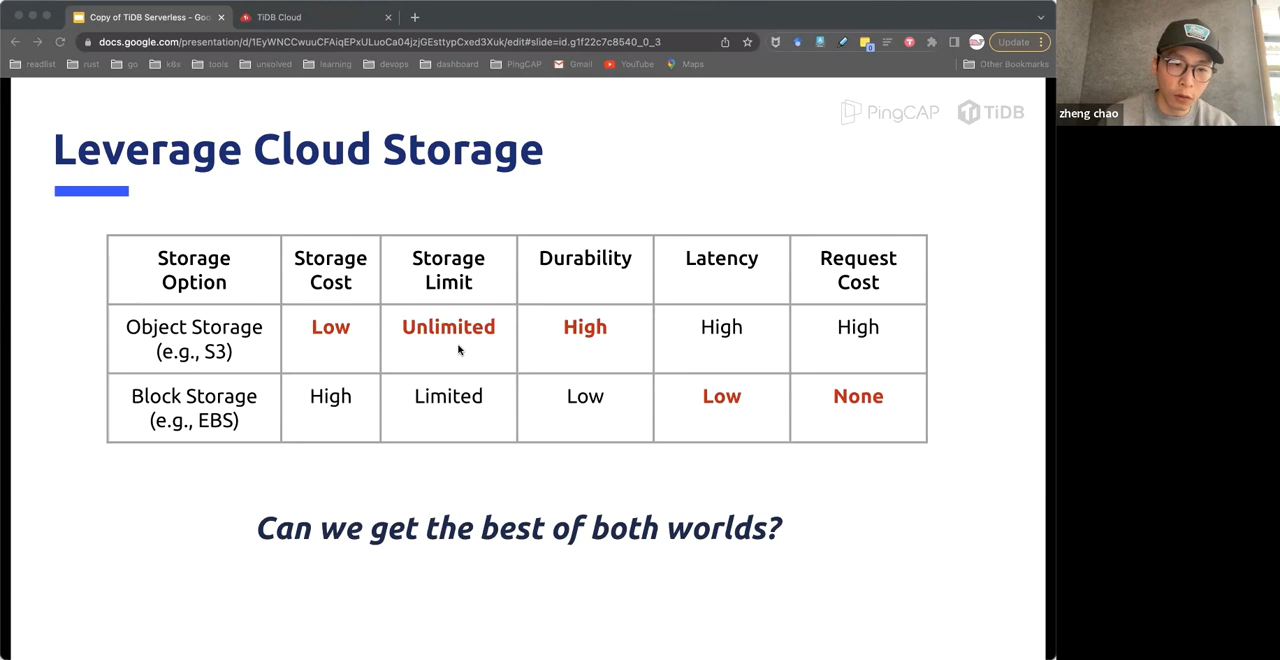 Copy of TiDB Serverless - Goo
TiDB Cloud
docs.google.com/presentation/d/1EyWNCCwuuCFAiqEPxULuoCa04jzjGEsttypCxed3Xuk/edit#slide=id.g1f22c7c8540_0_3
0
Update
readlist
rust
go
k8s
tools
unsolved
learning
devops
dashboard
PingCAP
Gmail
YouTube
Maps
Other Bookmarks
zheng chao
PingCAP
TiDB
Leverage Cloud Storage
Storage Option
Storage Cost
Storage Limit
Durability
Latency
Request Cost
Object Storage (e.g., S3)
Low
Unlimited
High
High
High
Block Storage (e.g., EBS)
High
Limited
Low
Low
None
Can we get the best of both worlds?